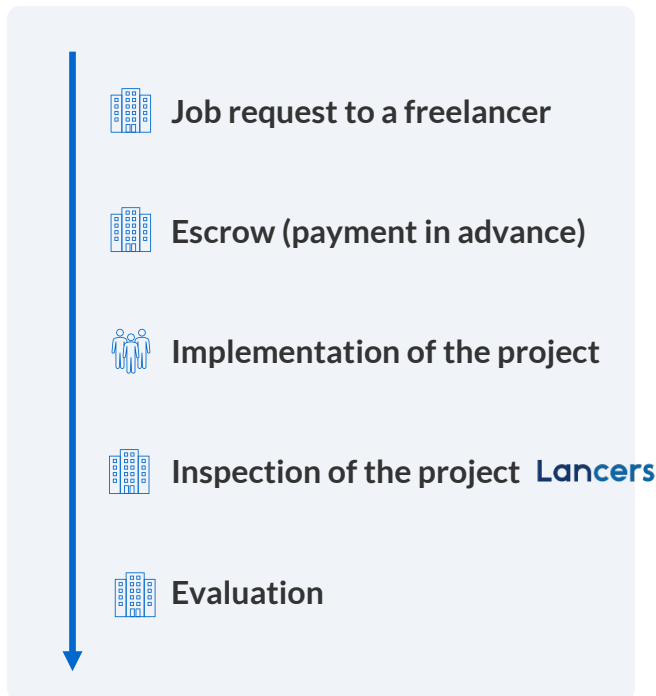 Job request to a freelancer
Escrow (payment in advance)
Implementation of the project
Inspection of the project Lancers
Evaluation